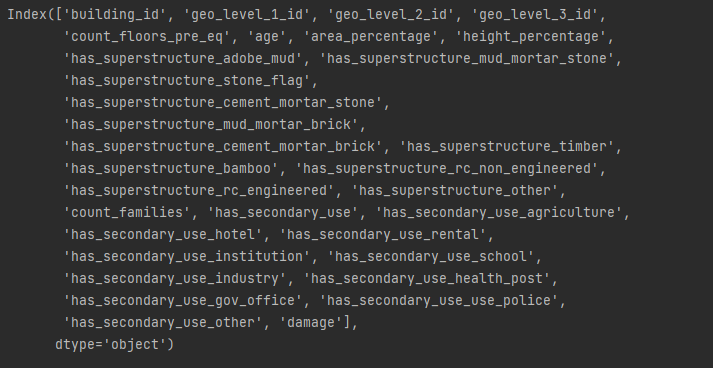 Index(['building_id', 'geo_level_1_id', 'geo_level_2_id', 'geo_level_3_id',
'count_floors_pre_eq', 'age', 'area_percentage', 'height_percentage',
'has_superstructure_adobe_mud', 'has_superstructure_mud_mortar_stone',
'has_superstructure_stone_flag',
'has_superstructure_cement_mortar_stone',
'has_superstructure_mud_mortar_brick',
'has_superstructure_cement_mortar_brick', 'has_superstructure_timber',
'has_superstructure_bamboo', 'has_superstructure_rc_non_engineered',
'has_superstructure_rc_engineered', 'has_superstructure_other',
'count_families', 'has_secondary_use', 'has_secondary_use_agriculture',
'has_secondary_use_hotel', 'has_secondary_use_rental',
'has_secondary_use_institution', 'has_secondary_use_school',
'has_secondary_use_industry', 'has_secondary_use_health_post',
'has_secondary_use_gov_office', 'has_secondary_use_use_police',
'has_secondary_use_other', 'damage'],
dtype='object')